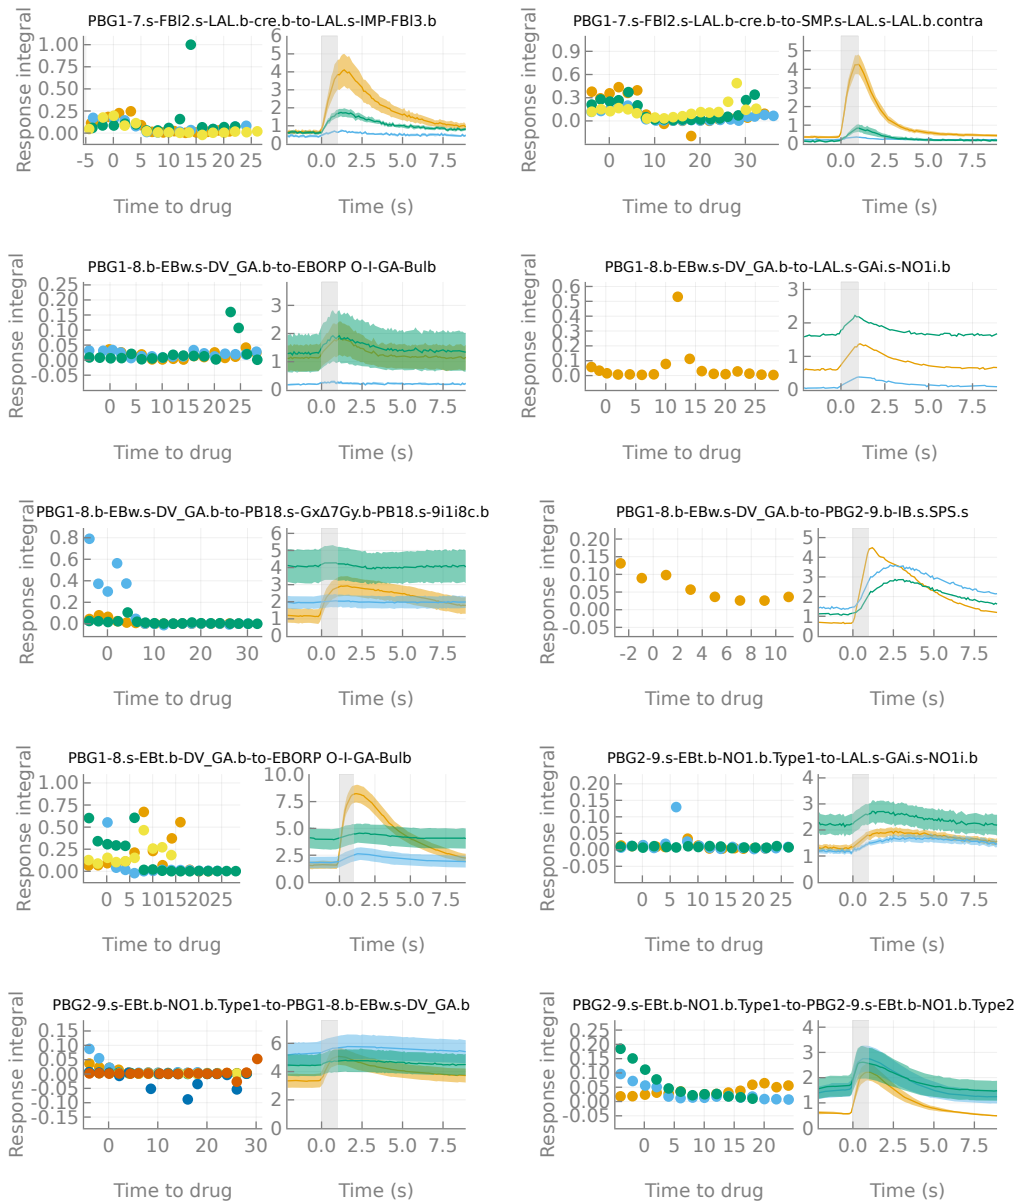 PBG1-7.s-FBl2.s-LAL.b-cre.b-to-LAL.s-IMP-FBl3.b
Response integral
1.00
0.75
0.50
0.25
0.00
-5 0 5 10 15 20 25
Time to drug
6
5
4
3
2
1
0
0.0 2.5 5.0 7.5
Time (s)
PBG1-7.s-FBl2.s-LAL.b-cre.b-to-SMP.s-LAL.s-LAL.b.contra
Response integral
0.9
0.6
0.3
0.0
0 10 20 30
Time to drug
5
4
3
2
1
0
0.0 2.5 5.0 7.5
Time (s)
PBG1-8.b-EBw.s-DV_GA.b-to-EBORP O-I-GA-Bulb
Response integral
0.25
0.20
0.15
0.10
0.05
0.00
-0.05
0 5 10 15 20 25
Time to drug
3
2
1
0
0.0 2.5 5.0 7.5
Time (s)
PBG1-8.b-EBw.s-DV_GA.b-to-LAL.s-GAi.s-NO1i.b
Response integral
0.6
0.5
0.4
0.3
0.2
0.1
0.0
0 5 10 15 20 25
Time to drug
3
2
1
0
0.0 2.5 5.0 7.5
Time (s)
PBG1-8.b-EBw.s-DV_GA.b-to-PB18.s-GxΔ7Gy.b-PB18.s-9i1i8c.b
Response integral
0.8
0.6
0.4
0.2
0.0
0 10 20 30
Time to drug
6
5
4
3
2
1
0
0.0 2.5 5.0 7.5
Time (s)
PBG1-8.b-EBw.s-DV_GA.b-to-PBG2-9.b-IB.s.SPS.s
Response integral
0.20
0.15
0.10
0.05
0.00
-0.05
-2 0 2 4 6 8 10
Time to drug
5
4
3
2
1
0
0.0 2.5 5.0 7.5
Time (s)
PBG1-8.s-EBt.b-DV_GA.b-to-EBORP O-I-GA-Bulb
Response integral
1.00
0.75
0.50
0.25
0.00
0 5 10 15 20 25
Time to drug
10.0
7.5
5.0
2.5
0.0
0.0 2.5 5.0 7.5
Time (s)
PBG2-9.s-EBt.b-NO1.b.Type1-to-LAL.s-GAi.s-NO1i.b
Response integral
0.20
0.15
0.10
0.05
0.00
-0.05
0 5 10 15 20 25
Time to drug
4
3
2
1
0
0.0 2.5 5.0 7.5
Time (s)
PBG2-9.s-EBt.b-NO1.b.Type1-to-PBG1-8.b-EBw.s-DV_GA.b
Response integral
0.15
0.10
0.05
0.00
-0.05
-0.10
-0.15
0 5 10 15 20 25 30
Time to drug
6
5
4
3
2
1
0
0.0 2.5 5.0 7.5
Time (s)
PBG2-9.s-EBt.b-NO1.b.Type1-to-PBG2-9.s-EBt.b-NO1.b.Type2
Response integral
0.25
0.20
0.15
0.10
0.05
0.00
-0.05
0 10 20
Time to drug
4
3
2
1
0
0.0 2.5 5.0 7.5
Time (s)